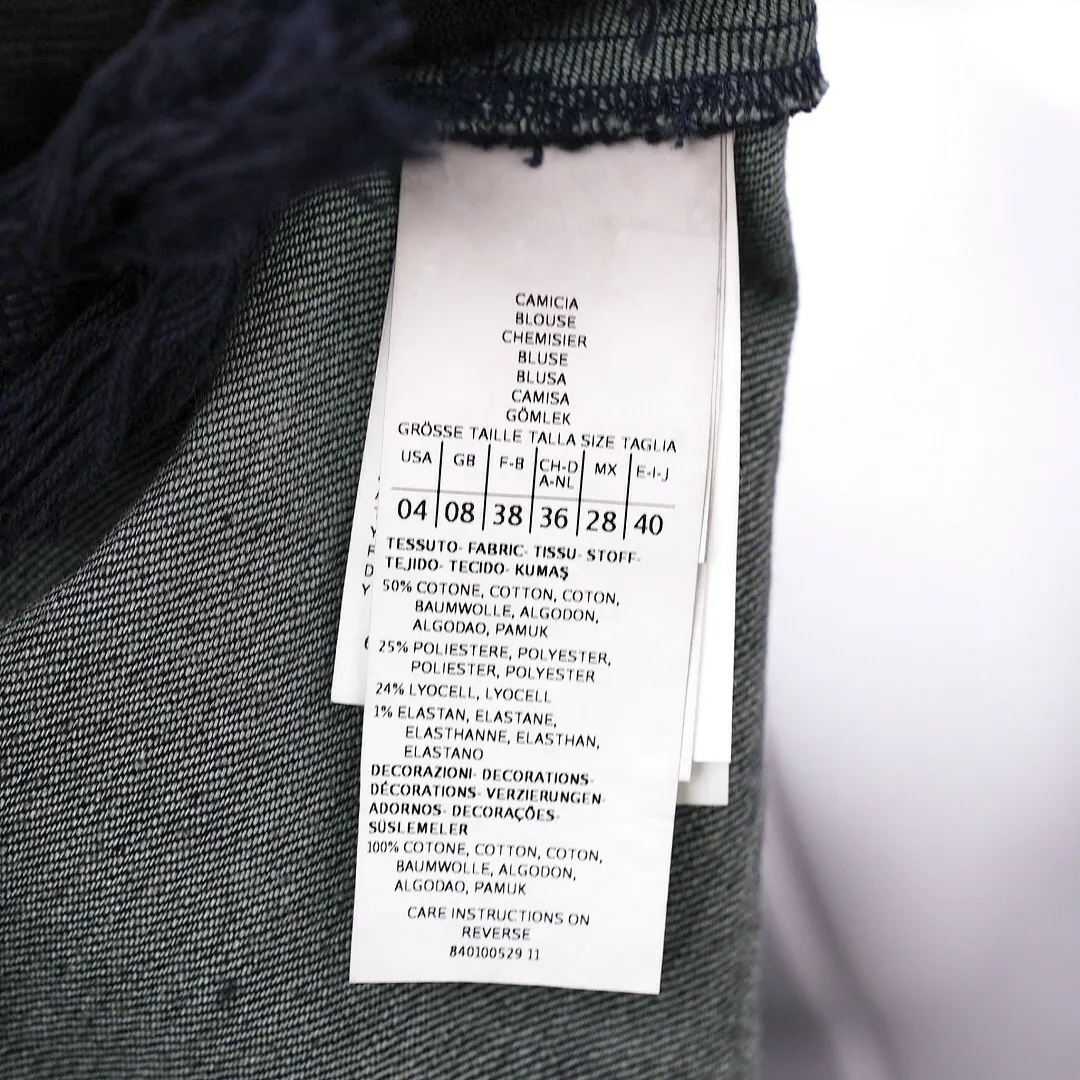 CAMICIA
BLOUSE
CHEMISIER
BLUSE
BLUSA
CAMISA
GÖMLEK
GRÖSSE TAILLE TALLA SIZE TAGLIA
USA GB F-B CH-D A-NL MX E-I-J
04 08 38 36 28 40
TESSUTO- FABRIC- TISSU- STOFF-
TEJIDO- TECIDO- KUMAŞ
50% COTONE, COTTON, COTON,
BAUMWOLLE, ALGODON,
ALGODAO, PAMUK
25% POLIESTERE, POLYESTER,
POLIESTER, POLYESTER
24% LYOCELL, LYOCELL
1% ELASTAN, ELASTANE,
ELASTHANNE, ELASTHAN,
ELASTANO
DECORAZIONI- DECORATIONS-
DÉCORATIONS- VERZIERUNGEN-
ADORNOS- DECORAÇÕES-
SÜSLEMELER
100% COTONE, COTTON, COTON,
BAUMWOLLE, ALGODON,
ALGODAO, PAMUK
CARE INSTRUCTIONS ON
REVERSE
840100529 11